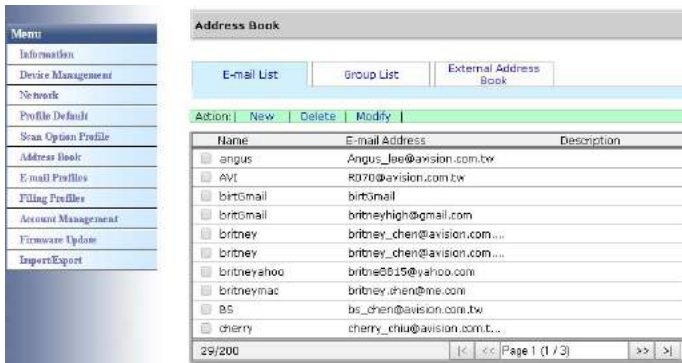 Address Book
Menu
Information
Device Management
Network
Profile Default
Scan Option Profile
Address Book
E-mail Profiles
Filing Profiles
Account Management
Firmware Update
Import/Export
E-mail List
Group List
External Address
Book
Action: | New | Delete | Modify |
Name E-mail Address Description
angus Angus_lee@avision.com.tw
AVI R070@avision.com.tw
birtGmail birtGmail
birtGmail britneyhigh@gmail.com
britney britney_chen@avision.com....
britney britney_chen@avision.com....
britneyahoo britne6815@yahoo.com
britneymac britney.chen@me.com
BS bs_chen@avision.com.tw
cherry cherry_chiu@avision.com.t...
29/200 |< << Page 1 (1 / 3) >> >|